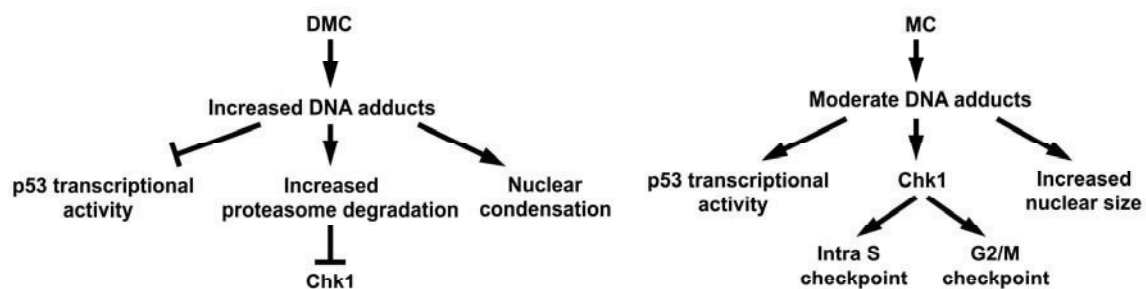 DMC
Increased DNA adducts
p53 transcriptional
activity
Increased
proteasome degradation
Nuclear
condensation
Chk1
MC
Moderate DNA adducts
p53 transcriptional
activity
Chk1
Increased
nuclear size
Intra S
checkpoint
G2/M
checkpoint